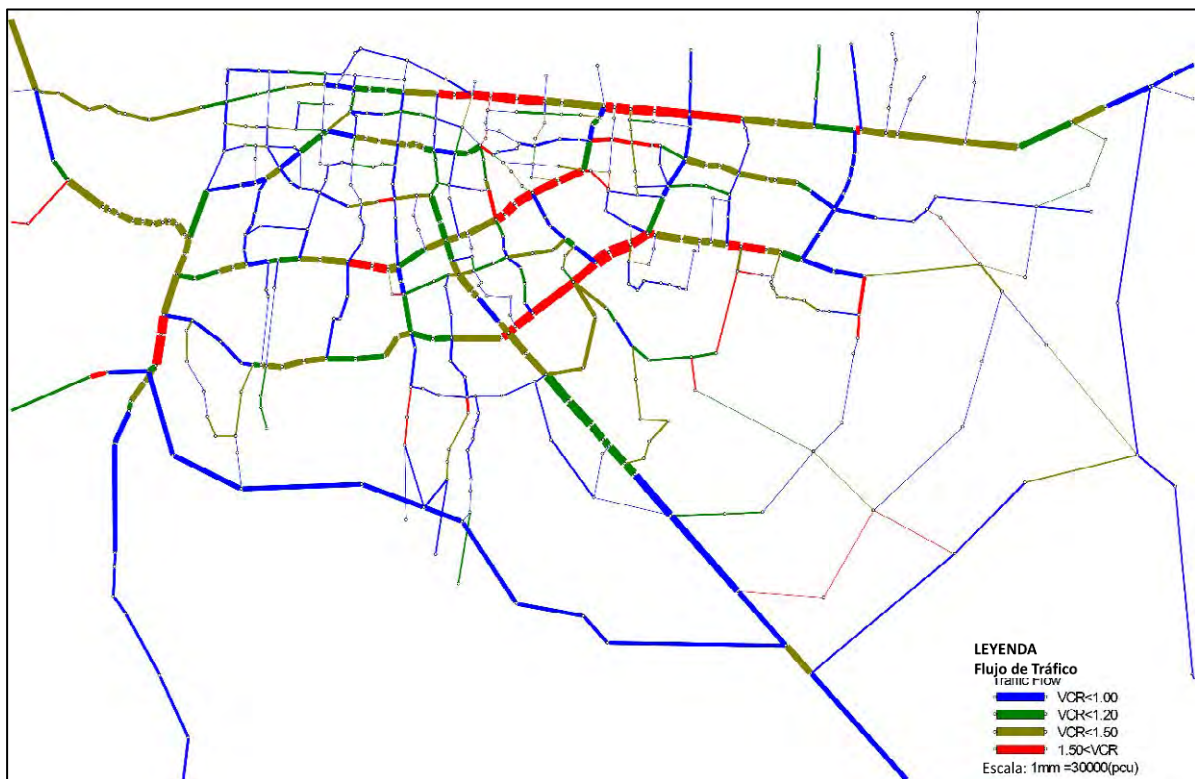 LEYENDA
Flujo de Tráfico
Traffic Flow
VCR<1.00
VCR<1.20
VCR<1.50
1.50<VCR
Escala: 1mm =30000(pcu)